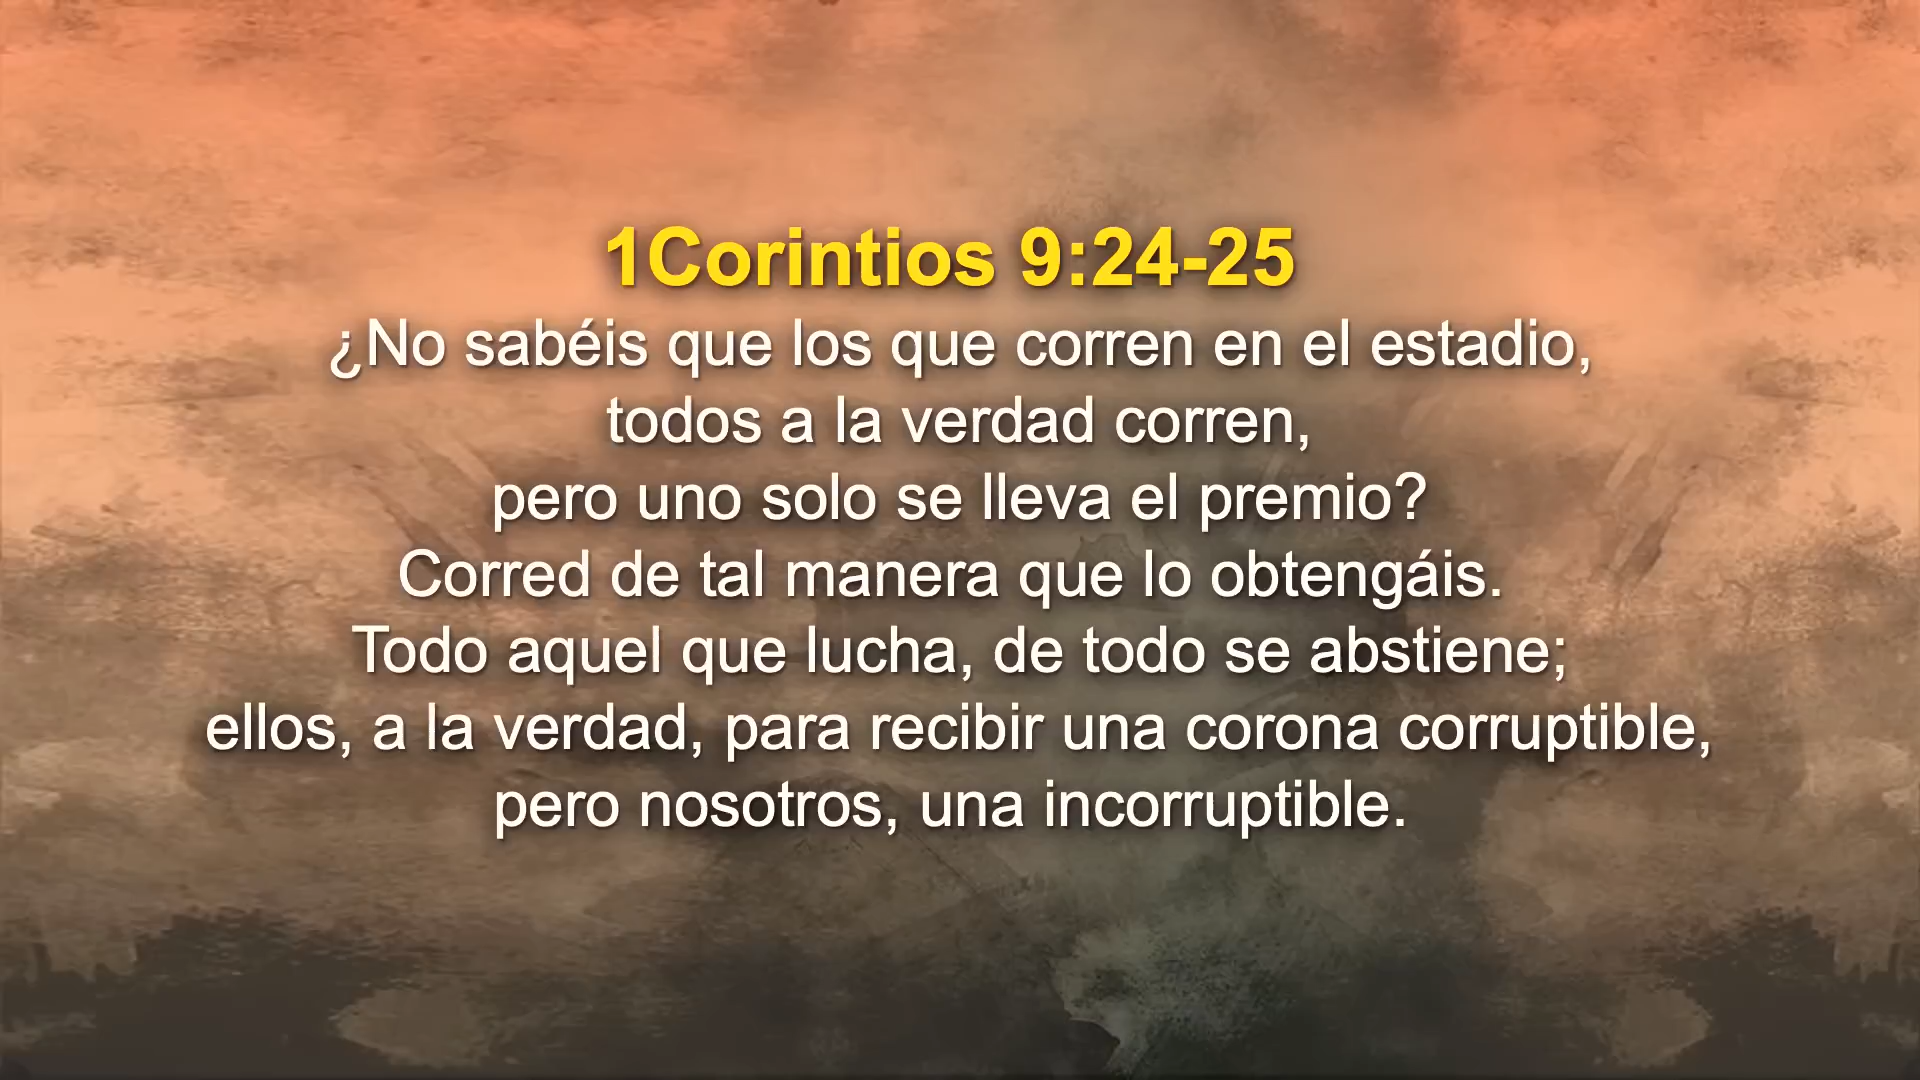 1Corintios 9:24-25
¿No sabéis que los que corren en el estadio,
todos a la verdad corren,
pero uno solo se lleva el premio?
Corred de tal manera que lo obtengáis.
Todo aquel que lucha, de todo se abstiene;
ellos, a la verdad, para recibir una corona corruptible,
pero nosotros, una incorruptible.